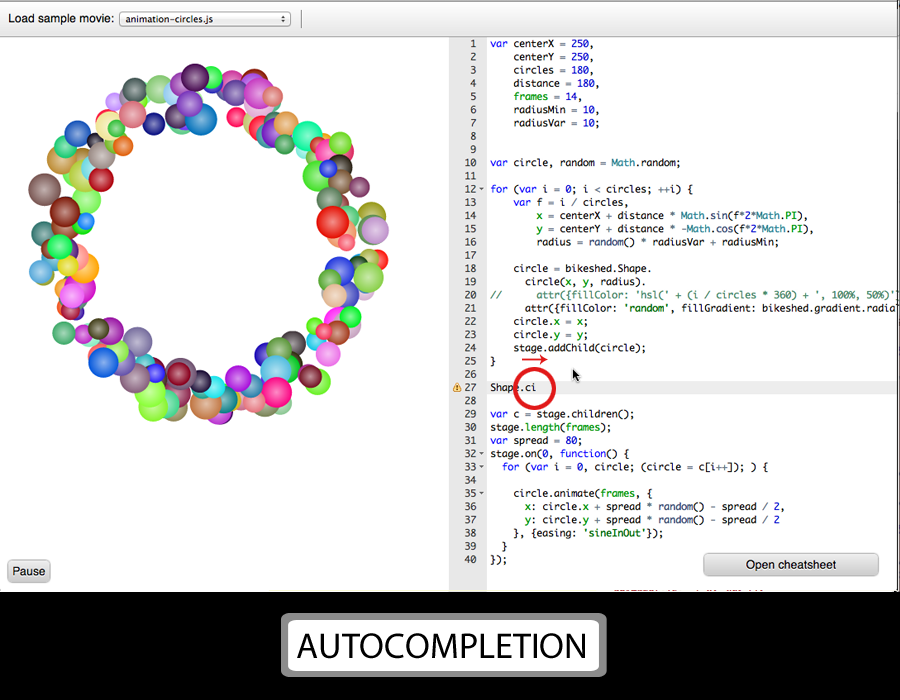 Load sample movie: animation-circles.js
1 var centerX = 250,
2 centerY = 250,
3 circles = 180,
4 distance = 180,
5 frames = 14,
6 radiusMin = 10,
7 radiusVar = 10;
8
9
10 var circle, random = Math.random;
11
12 for (var i = 0; i < circles; ++i) {
13 var f = i / circles,
14 x = centerX + distance * Math.sin(f*2*Math.PI),
15 y = centerY + distance * -Math.cos(f*2*Math.PI),
16 radius = random() * radiusVar + radiusMin;
17
18 circle = bikeshed.Shape.
19 circle(x, y, radius).
20 // attr({fillColor: 'hsl(' + (i / circles * 360) + ', 100%, 50%)'
21 attr({fillColor: 'random', fillGradient: bikeshed.gradient.radia
22 circle.x = x;
23 circle.y = y;
24 stage.addChild(circle);
25 }
26
27 Shape.ci
28
29 var c = stage.children();
30 stage.length(frames);
31 var spread = 80;
32 stage.on(0, function() {
33 for (var i = 0, circle; (circle = c[i++]); ) {
34
35 circle.animate(frames, {
36 x: circle.x + spread * random() - spread / 2,
37 y: circle.y + spread * random() - spread / 2
38 }, {easing: 'sineInOut'});
39 }
40 });
Pause
Open cheatsheet
AUTOCOMPLETION